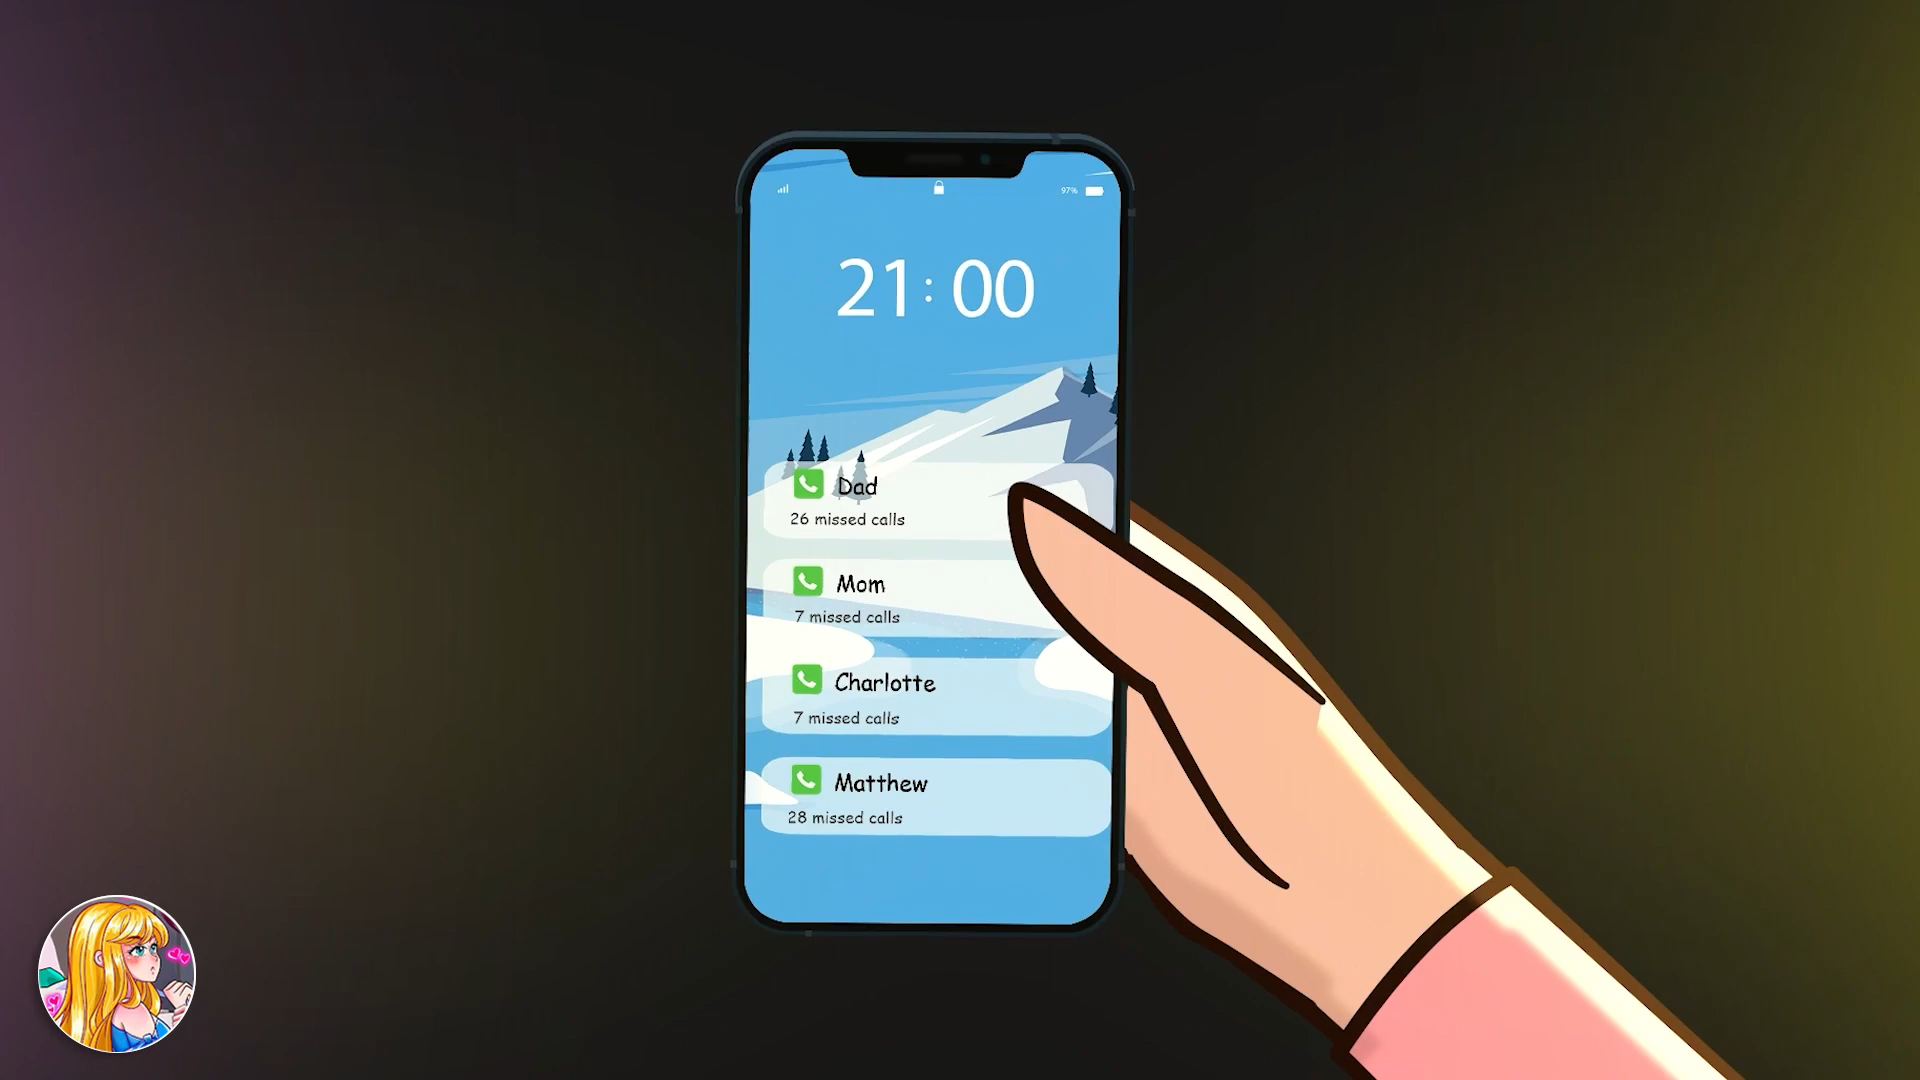 97%
21: 00
Dad
26 missed calls
Mom
7 missed calls
Charlotte
7 missed calls
Matthew
28 missed calls